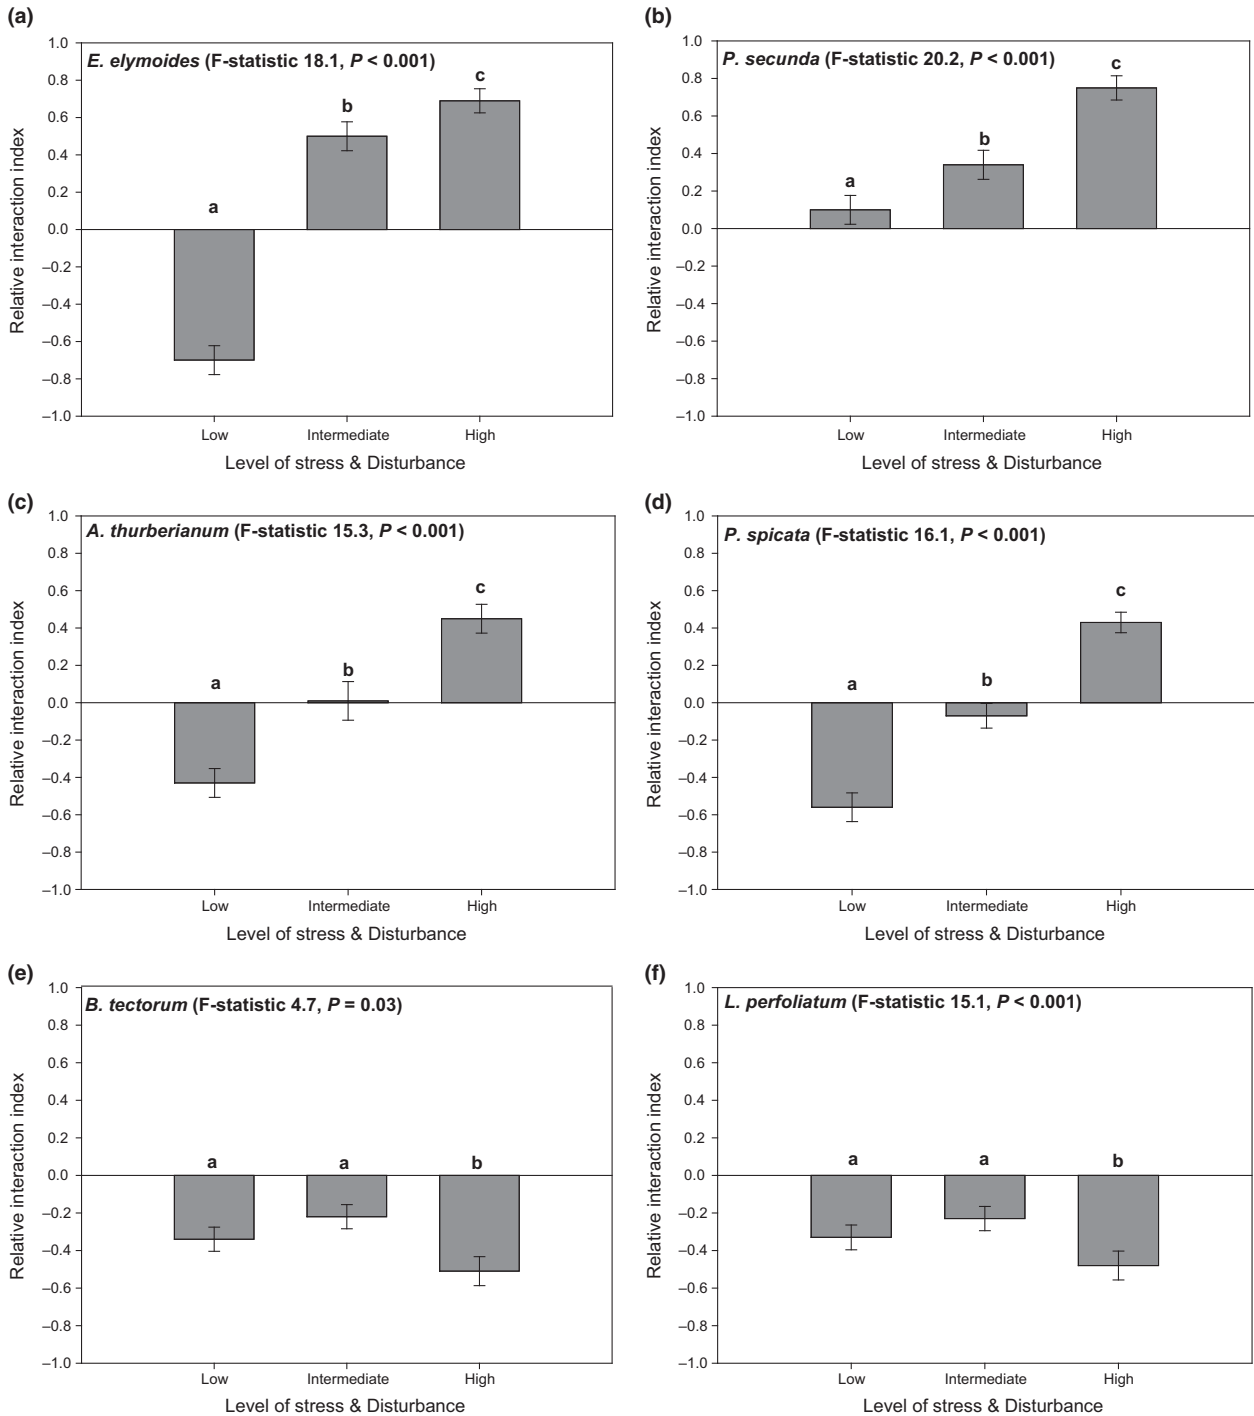 (a)
E. elymoides (F-statistic 18.1, P < 0.001)
Relative interaction index
1.0
0.8
0.6
0.4
0.2
0.0
–0.2
–0.4
–0.6
–0.8
–1.0
a
b
c
Low
Intermediate
High
Level of stress & Disturbance
(b)
P. secunda (F-statistic 20.2, P < 0.001)
Relative interaction index
1.0
0.8
0.6
0.4
0.2
0.0
–0.2
–0.4
–0.6
–0.8
–1.0
a
b
c
Low
Intermediate
High
Level of stress & Disturbance
(c)
A. thurberianum (F-statistic 15.3, P < 0.001)
Relative interaction index
1.0
0.8
0.6
0.4
0.2
0.0
–0.2
–0.4
–0.6
–0.8
–1.0
a
b
c
Low
Intermediate
High
Level of stress & Disturbance
(d)
P. spicata (F-statistic 16.1, P < 0.001)
Relative interaction index
1.0
0.8
0.6
0.4
0.2
0.0
–0.2
–0.4
–0.6
–0.8
–1.0
a
b
c
Low
Intermediate
High
Level of stress & Disturbance
(e)
B. tectorum (F-statistic 4.7, P = 0.03)
Relative interaction index
1.0
0.8
0.6
0.4
0.2
0.0
–0.2
–0.4
–0.6
–0.8
–1.0
a
a
b
Low
Intermediate
High
Level of stress & Disturbance
(f)
L. perfoliatum (F-statistic 15.1, P < 0.001)
Relative interaction index
1.0
0.8
0.6
0.4
0.2
0.0
–0.2
–0.4
–0.6
–0.8
–1.0
a
a
b
Low
Intermediate
High
Level of stress & Disturbance